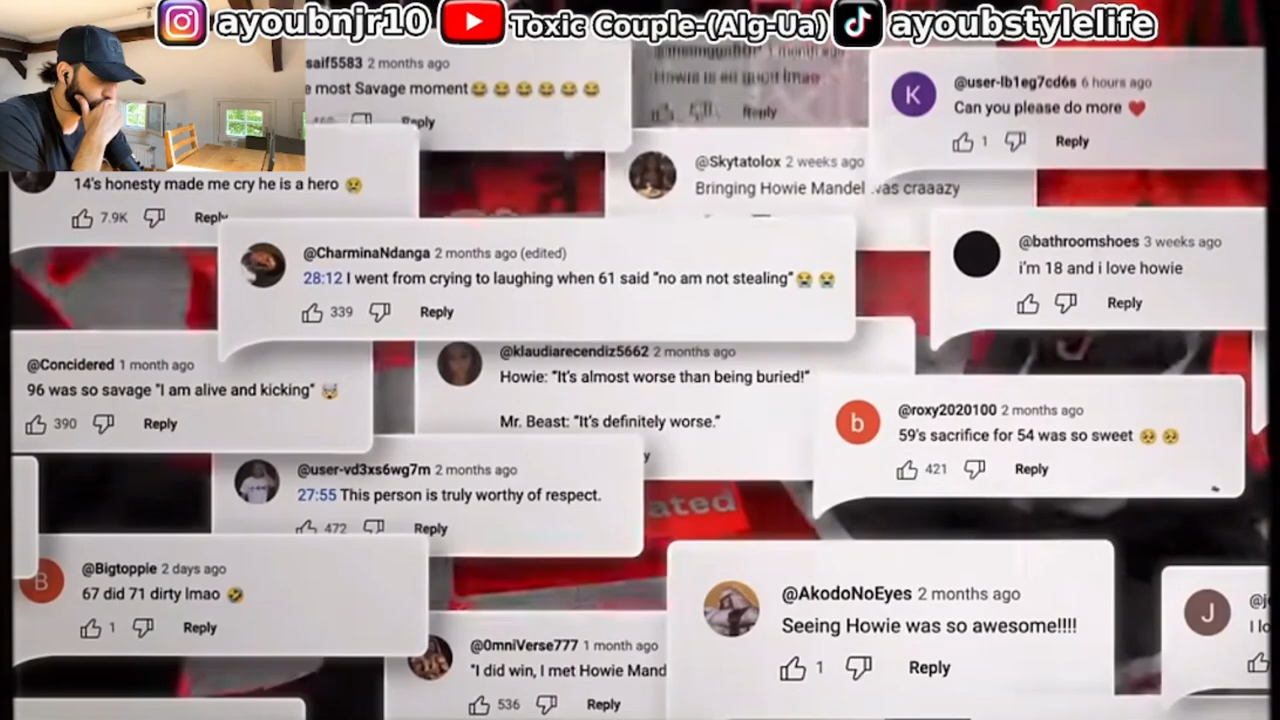 ayoubnjr10 Toxic Couple-(Alg-Ua) ayoubstylelife
saif5583 2 months ago
most Savage moment😂😂😂😂😂😂
Reply
Howie is
Reply
K
@user-lb1eg7cd6s 6 hours ago
Can you please do more ❤️
1 Reply
14's honesty made me cry he is a hero 😢
7.9K Reply
@Skytatolox 2 weeks ago
Bringing Howie Mandel was craaazy
@CharminaNdanga 2 months ago (edited)
28:12 I went from crying to laughing when 61 said "no am not stealing"😭😭
339 Reply
@bathroomshoes 3 weeks ago
i'm 18 and i love howie
Reply
@Concidered 1 month ago
96 was so savage "I am alive and kicking" 🤯
390 Reply
@klaudiarecendiz5662 2 months ago
Howie: "It's almost worse than being buried!"
Mr. Beast: "It's definitely worse."
b
@roxy2020100 2 months ago
59's sacrifice for 54 was so sweet 🥺🥺
421 Reply
@user-vd3xs6wg7m 2 months ago
27:55 This person is truly worthy of respect.
472 Reply
ated
B
@Bigtopple 2 days ago
67 did 71 dirty lmao 🤣
1 Reply
@0mniVerse777 1 month ago
"I did win, I met Howie Mand
536 Reply
@AkodoNoEyes 2 months ago
Seeing Howie was so awesome!!!!
1 Reply
J
@j
I lo